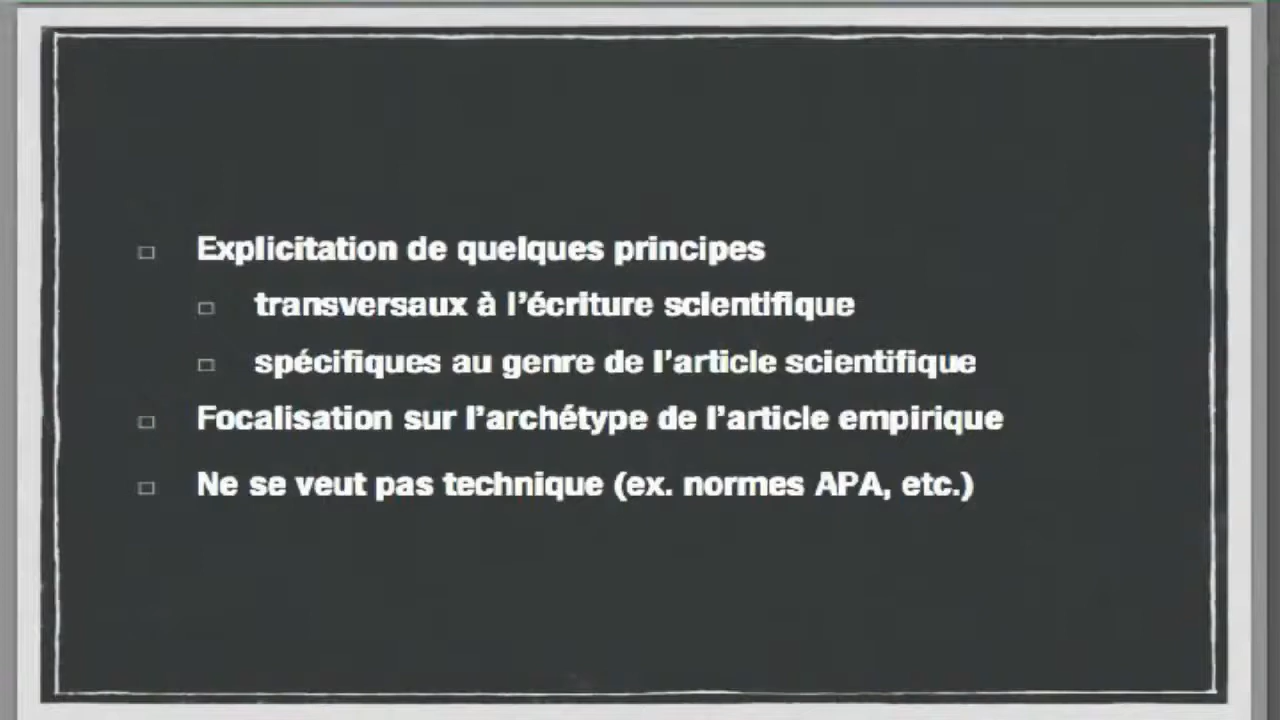 Explicitation de quelques principes
transversaux à l'écriture scientifique
spécifiques au genre de l'article scientifique
Focalisation sur l'archétype de l'article empirique
Ne se veut pas technique (ex. normes APA, etc.)